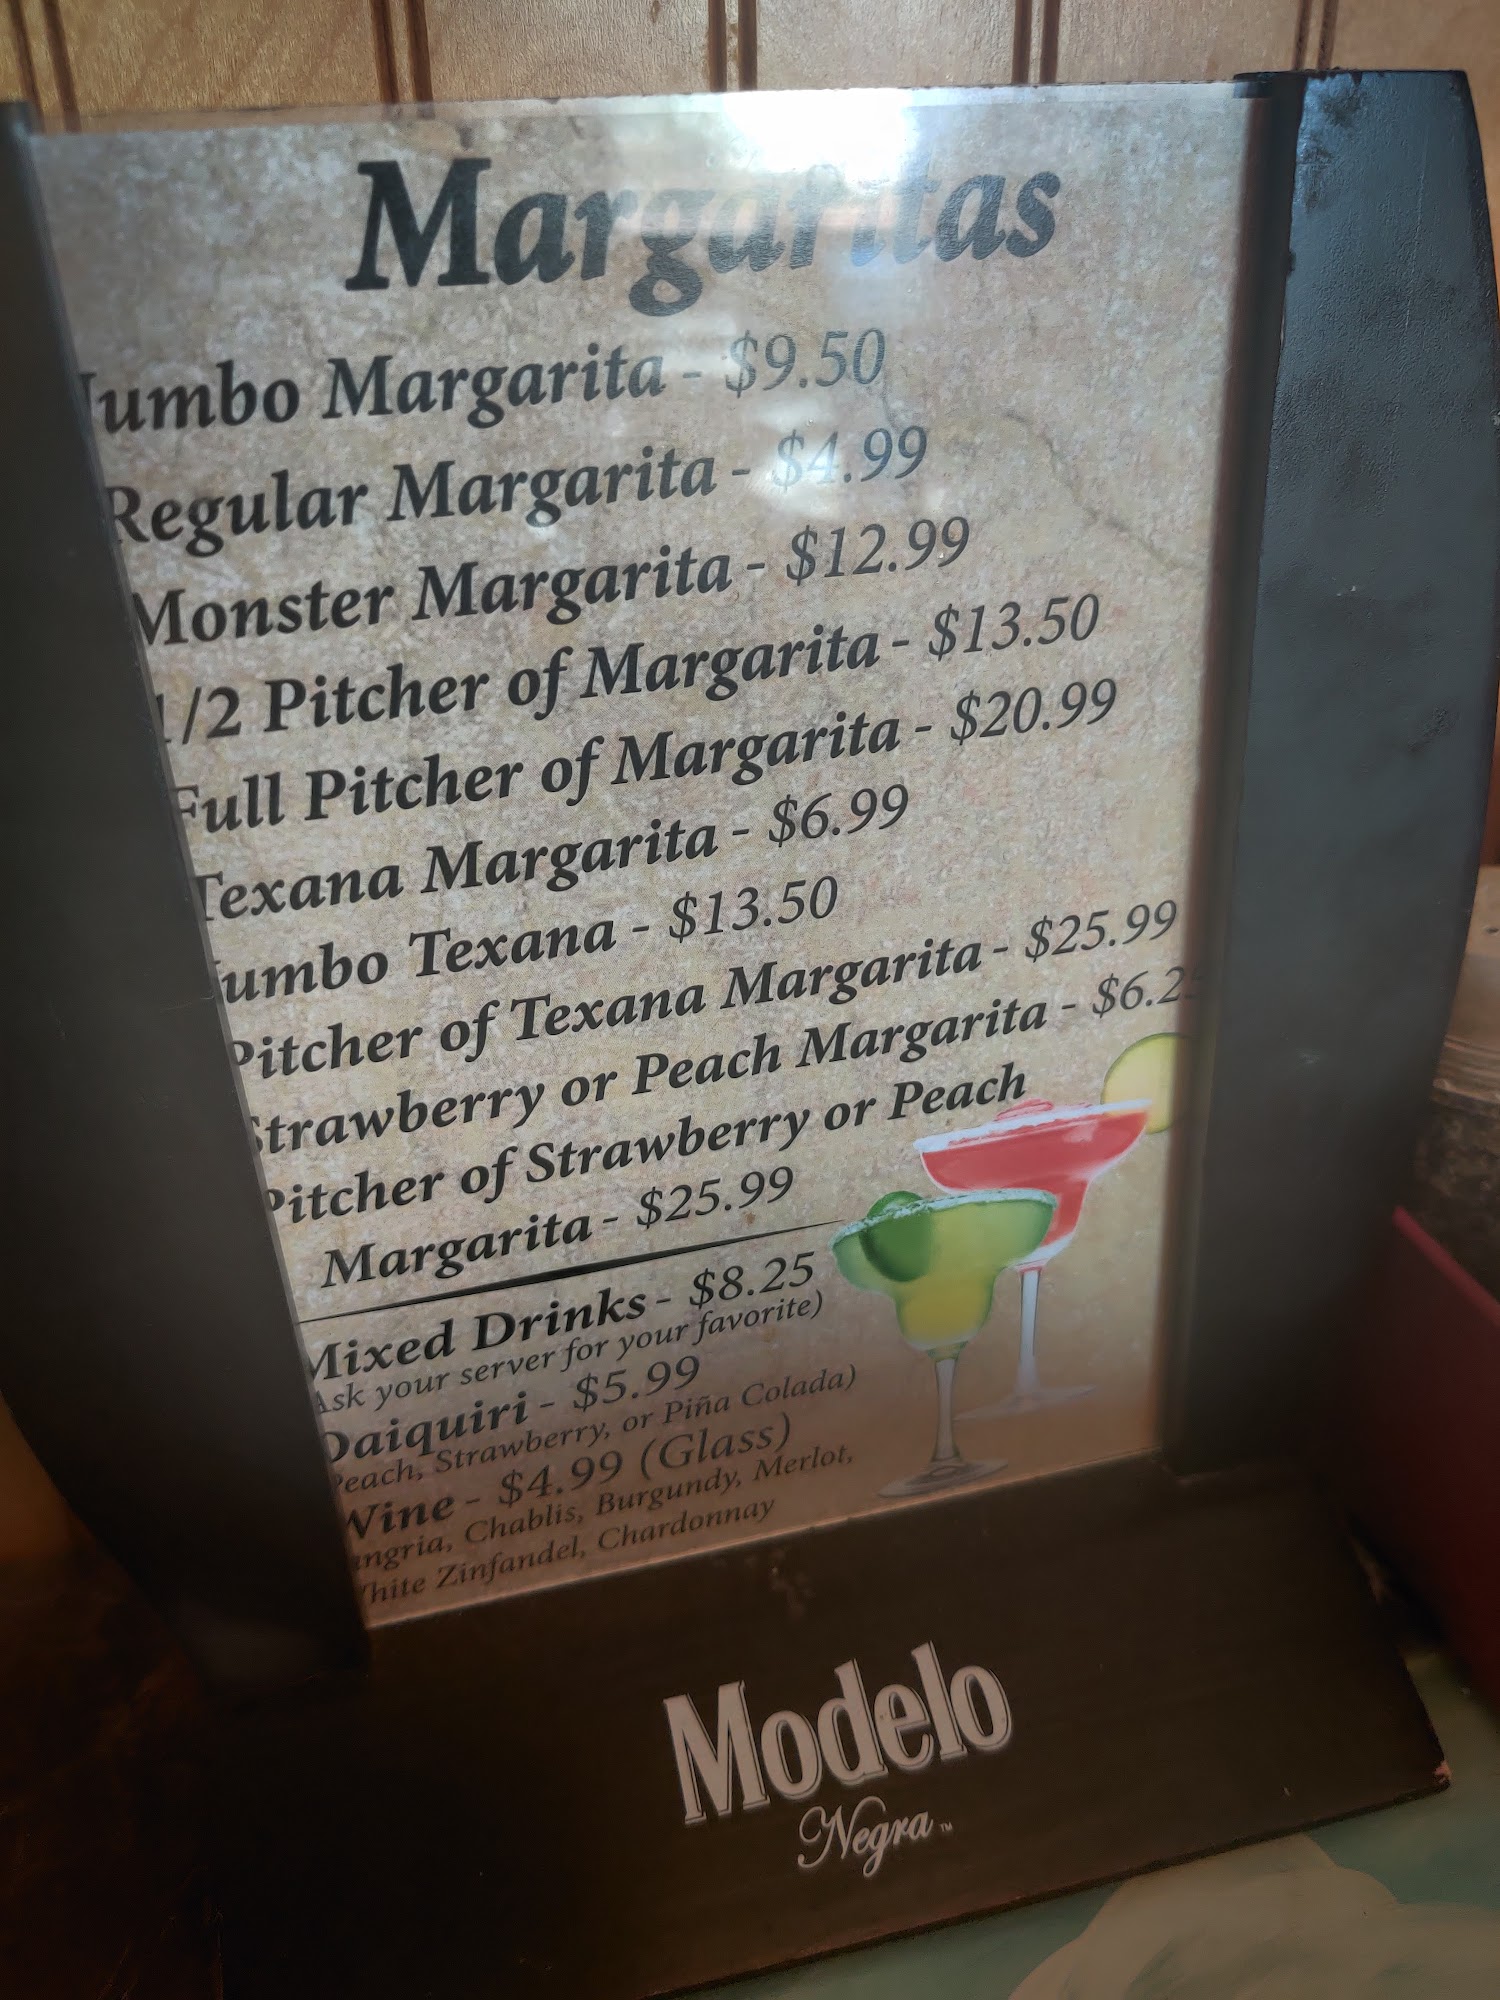 Margaritas
Jumbo Margarita - $9.50
Regular Margarita - $4.99
Monster Margarita - $12.99
1/2 Pitcher of Margarita - $13.50
Full Pitcher of Margarita - $20.99
Texana Margarita - $6.99
Jumbo Texana - $13.50
Pitcher of Texana Margarita - $25.99
Strawberry or Peach Margarita - $6.25
Pitcher of Strawberry or Peach
Margarita - $25.99
Mixed Drinks - $8.25
Ask your server for your favorite)
Daiquiri - $5.99
Peach, Strawberry, or Piña Colada)
Wine - $4.99 (Glass)
angria, Chablis, Burgundy, Merlot,
White Zinfandel, Chardonnay
Modelo
Negra™